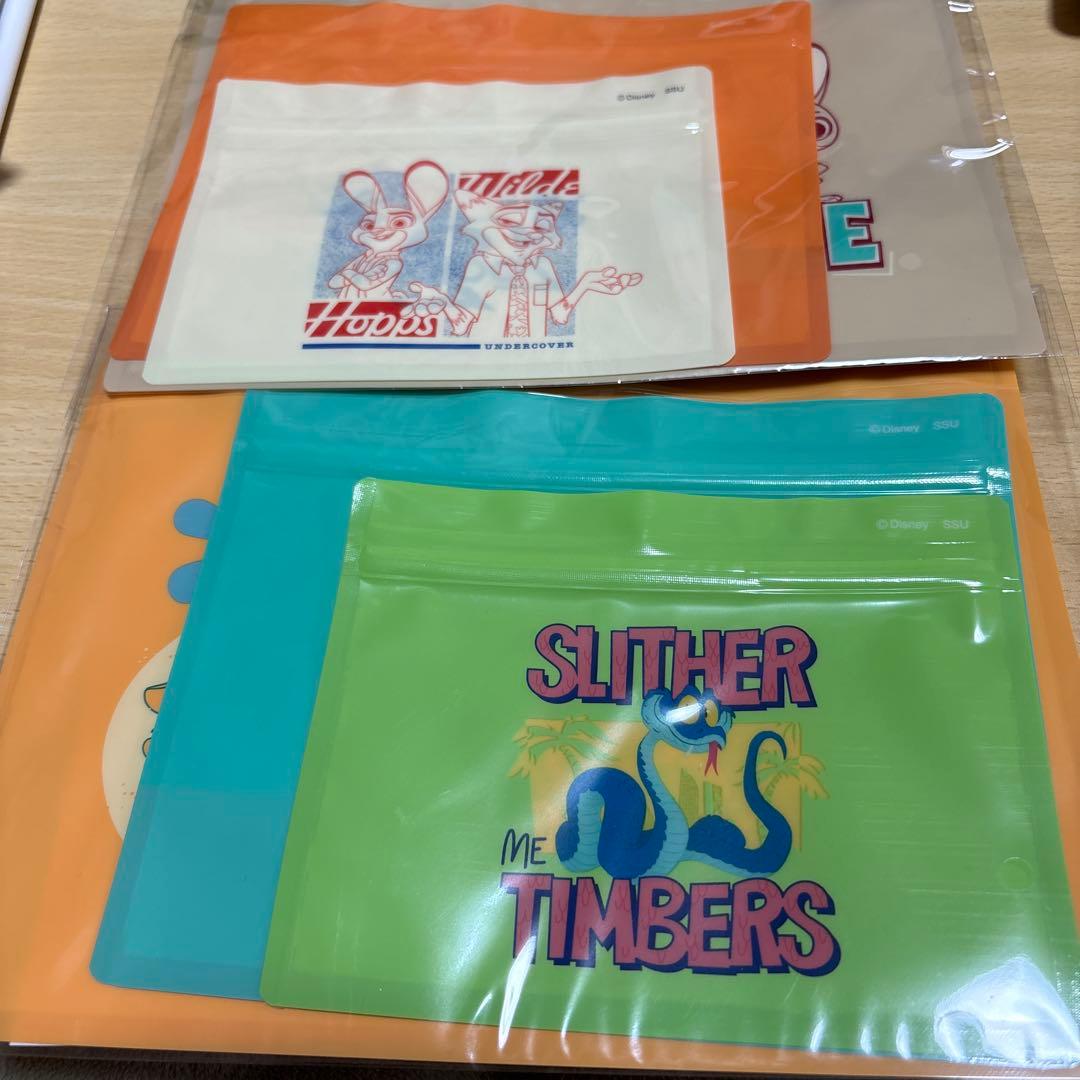 © Disney SSU
Wilde
Hopps
UNDERCOVER
E
© Disney SSU
© Disney SSU
SLITHER
ME
TIMBERS